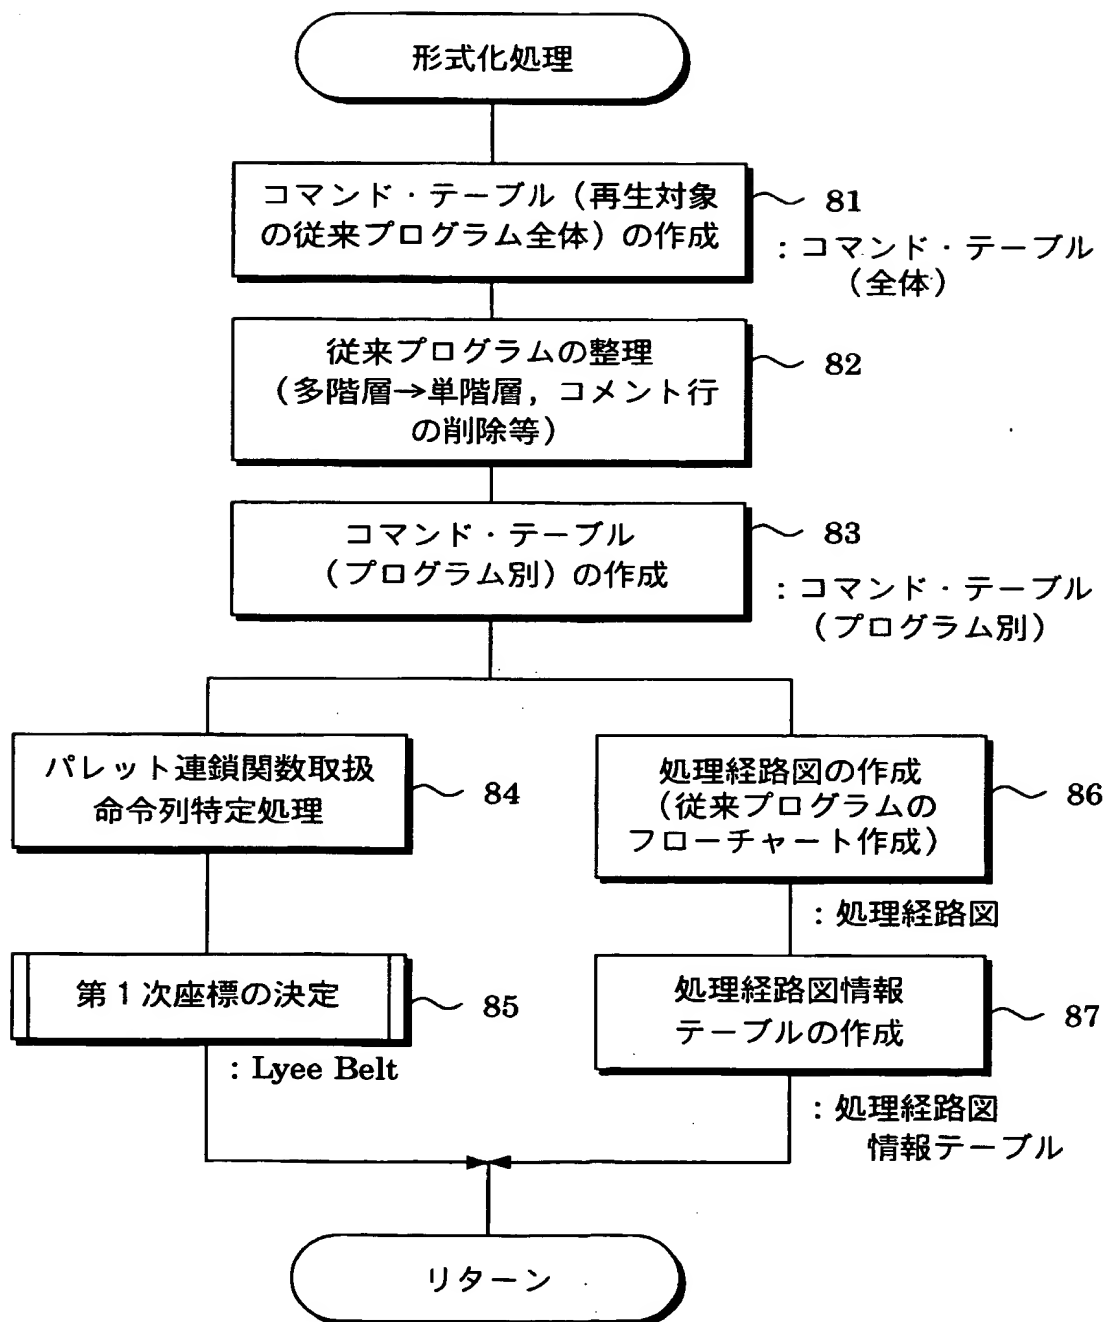 形式化処理
コマンド・テーブル（再生対象
の従来プログラム全体）の作成
81
：コマンド・テーブル
（全体）
従来プログラムの整理
（多階層→単階層，コメント行
の削除等）
82
コマンド・テーブル
（プログラム別）の作成
83
：コマンド・テーブル
（プログラム別）
パレット連鎖関数取扱
命令列特定処理
84
処理経路図の作成
（従来プログラムの
フローチャート作成）
86
：処理経路図
第１次座標の決定
85
：Lyee Belt
処理経路図情報
テーブルの作成
87
：処理経路図
情報テーブル
リターン